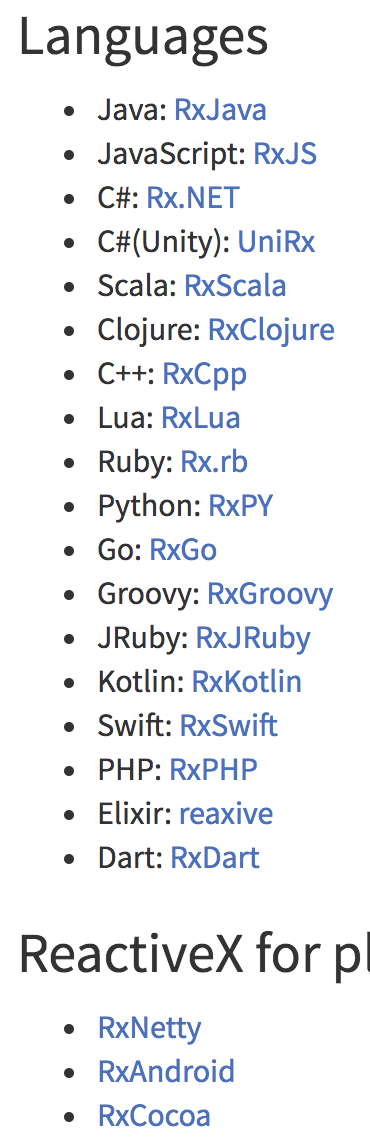 Languages
Java: RxJava
JavaScript: RxJS
C#: Rx.NET
C#(Unity): UniRx
Scala: RxScala
Clojure: RxClojure
C++: RxCpp
Lua: RxLua
Ruby: Rx.rb
Python: RxPY
Go: RxGo
Groovy: RxGroovy
JRuby: RxJRuby
Kotlin: RxKotlin
Swift: RxSwift
PHP: RxPHP
Elixir: reaxive
Dart: RxDart
ReactiveX for pl
RxNetty
RxAndroid
RxCocoa